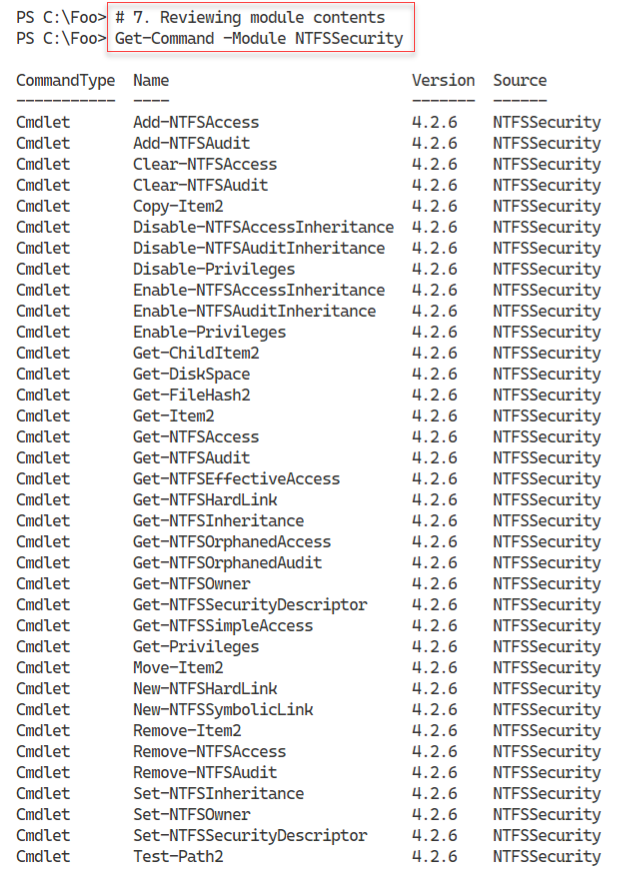 PS C:\Foo> # 7. Reviewing module contents
PS C:\Foo> Get-Command -Module NTFSSecurity
CommandType Name Version Source
----------- ---- ------- ------
Cmdlet Add-NTFSAccess 4.2.6 NTFSSecurity
Cmdlet Add-NTFSAudit 4.2.6 NTFSSecurity
Cmdlet Clear-NTFSAccess 4.2.6 NTFSSecurity
Cmdlet Clear-NTFSAudit 4.2.6 NTFSSecurity
Cmdlet Copy-Item2 4.2.6 NTFSSecurity
Cmdlet Disable-NTFSAccessInheritance 4.2.6 NTFSSecurity
Cmdlet Disable-NTFSAuditInheritance 4.2.6 NTFSSecurity
Cmdlet Disable-Privileges 4.2.6 NTFSSecurity
Cmdlet Enable-NTFSAccessInheritance 4.2.6 NTFSSecurity
Cmdlet Enable-NTFSAuditInheritance 4.2.6 NTFSSecurity
Cmdlet Enable-Privileges 4.2.6 NTFSSecurity
Cmdlet Get-ChildItem2 4.2.6 NTFSSecurity
Cmdlet Get-DiskSpace 4.2.6 NTFSSecurity
Cmdlet Get-FileHash2 4.2.6 NTFSSecurity
Cmdlet Get-Item2 4.2.6 NTFSSecurity
Cmdlet Get-NTFSAccess 4.2.6 NTFSSecurity
Cmdlet Get-NTFSAudit 4.2.6 NTFSSecurity
Cmdlet Get-NTFSEffectiveAccess 4.2.6 NTFSSecurity
Cmdlet Get-NTFSHardLink 4.2.6 NTFSSecurity
Cmdlet Get-NTFSInheritance 4.2.6 NTFSSecurity
Cmdlet Get-NTFSOrphanedAccess 4.2.6 NTFSSecurity
Cmdlet Get-NTFSOrphanedAudit 4.2.6 NTFSSecurity
Cmdlet Get-NTFSOwner 4.2.6 NTFSSecurity
Cmdlet Get-NTFSSecurityDescriptor 4.2.6 NTFSSecurity
Cmdlet Get-NTFSSimpleAccess 4.2.6 NTFSSecurity
Cmdlet Get-Privileges 4.2.6 NTFSSecurity
Cmdlet Move-Item2 4.2.6 NTFSSecurity
Cmdlet New-NTFSHardLink 4.2.6 NTFSSecurity
Cmdlet New-NTFSSymbolicLink 4.2.6 NTFSSecurity
Cmdlet Remove-Item2 4.2.6 NTFSSecurity
Cmdlet Remove-NTFSAccess 4.2.6 NTFSSecurity
Cmdlet Remove-NTFSAudit 4.2.6 NTFSSecurity
Cmdlet Set-NTFSInheritance 4.2.6 NTFSSecurity
Cmdlet Set-NTFSOwner 4.2.6 NTFSSecurity
Cmdlet Set-NTFSSecurityDescriptor 4.2.6 NTFSSecurity
Cmdlet Test-Path2 4.2.6 NTFSSecurity